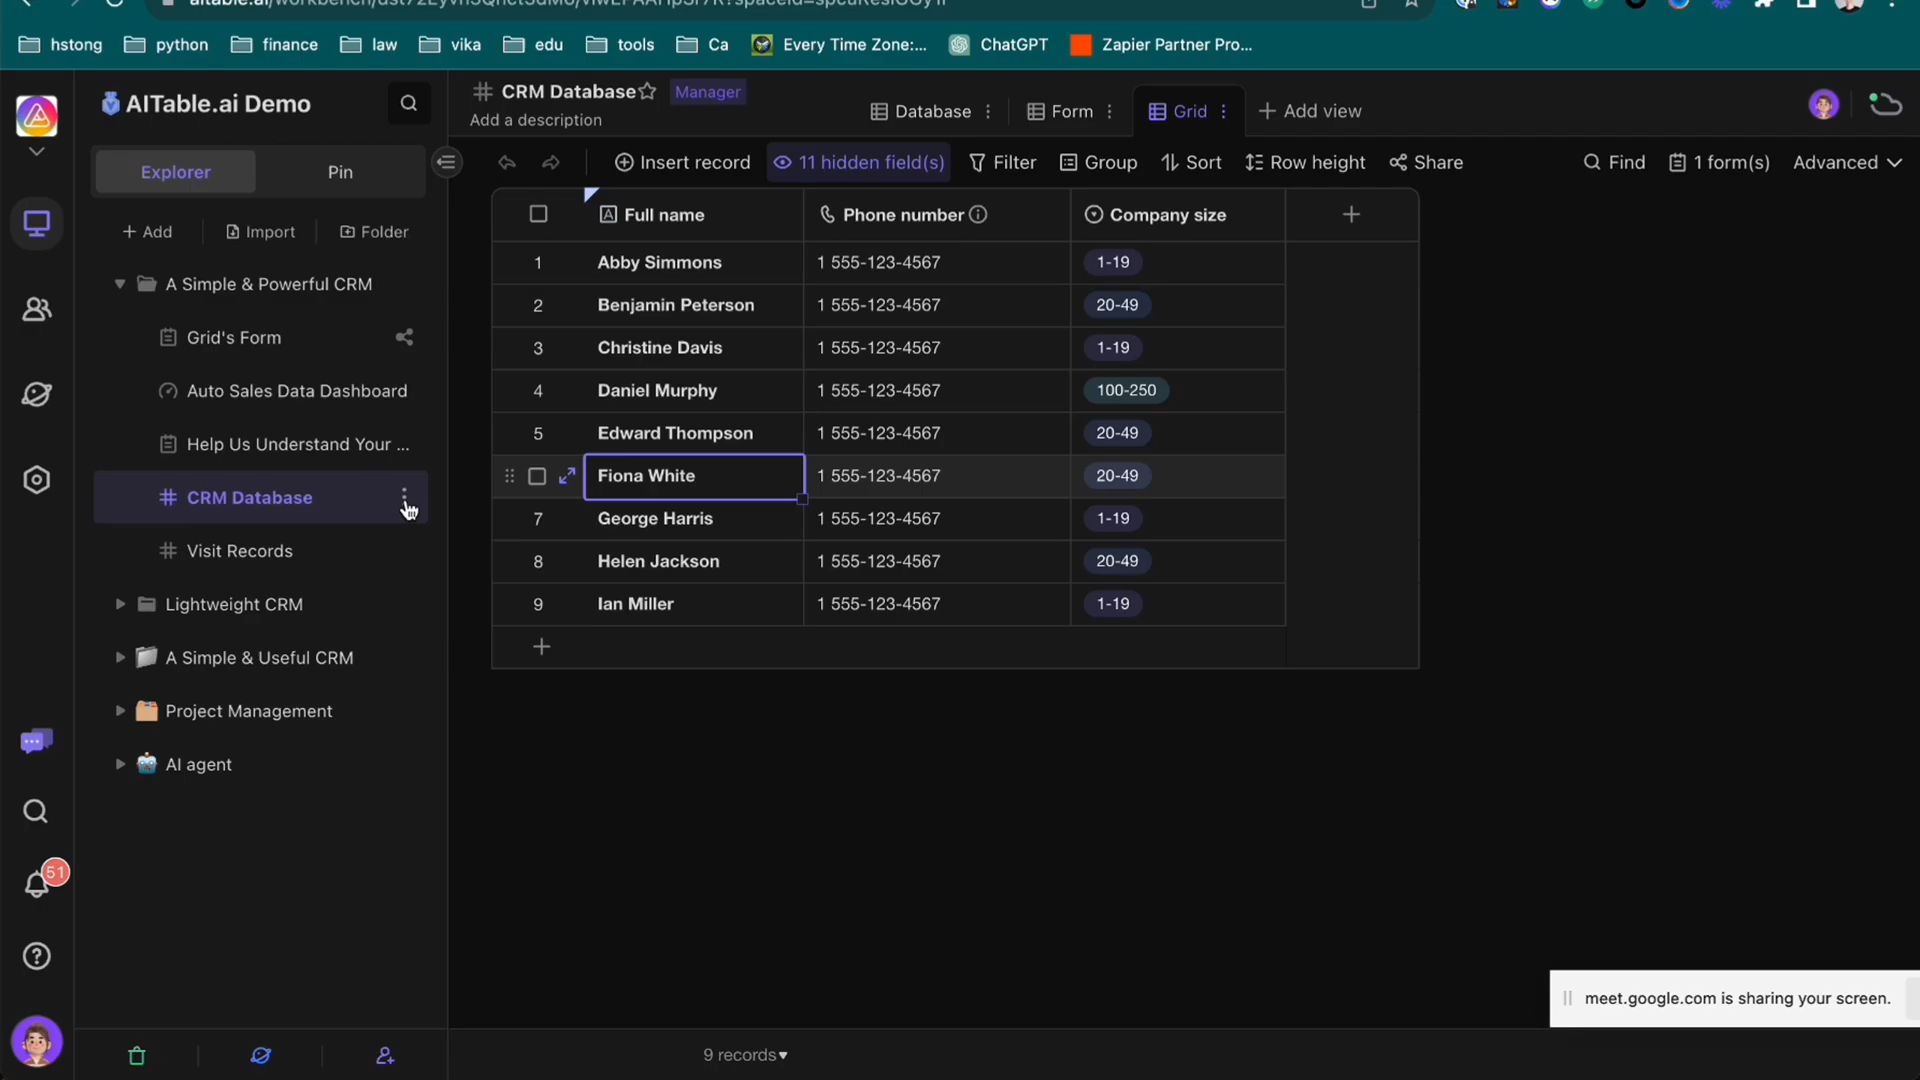 hstong
python
finance
law
vika
edu
tools
Ca
Every Time Zone:...
ChatGPT
Zapier Partner Pro...
AITable.ai Demo
Explorer
Pin
Add
Import
Folder
A Simple & Powerful CRM
Grid's Form
Auto Sales Data Dashboard
Help Us Understand Your ...
CRM Database
Visit Records
Lightweight CRM
A Simple & Useful CRM
Project Management
AI agent
51
CRM Database
Manager
Add a description
Database
Form
Grid
Add view
Insert record
11 hidden field(s)
Filter
Group
Sort
Row height
Share
Find
1 form(s)
Advanced
Full name Phone number Company size
1 Abby Simmons 1 555-123-4567 1-19
2 Benjamin Peterson 1 555-123-4567 20-49
3 Christine Davis 1 555-123-4567 1-19
4 Daniel Murphy 1 555-123-4567 100-250
5 Edward Thompson 1 555-123-4567 20-49
Fiona White 1 555-123-4567 20-49
7 George Harris 1 555-123-4567 1-19
8 Helen Jackson 1 555-123-4567 20-49
9 Ian Miller 1 555-123-4567 1-19
9 records
meet.google.com is sharing your screen.